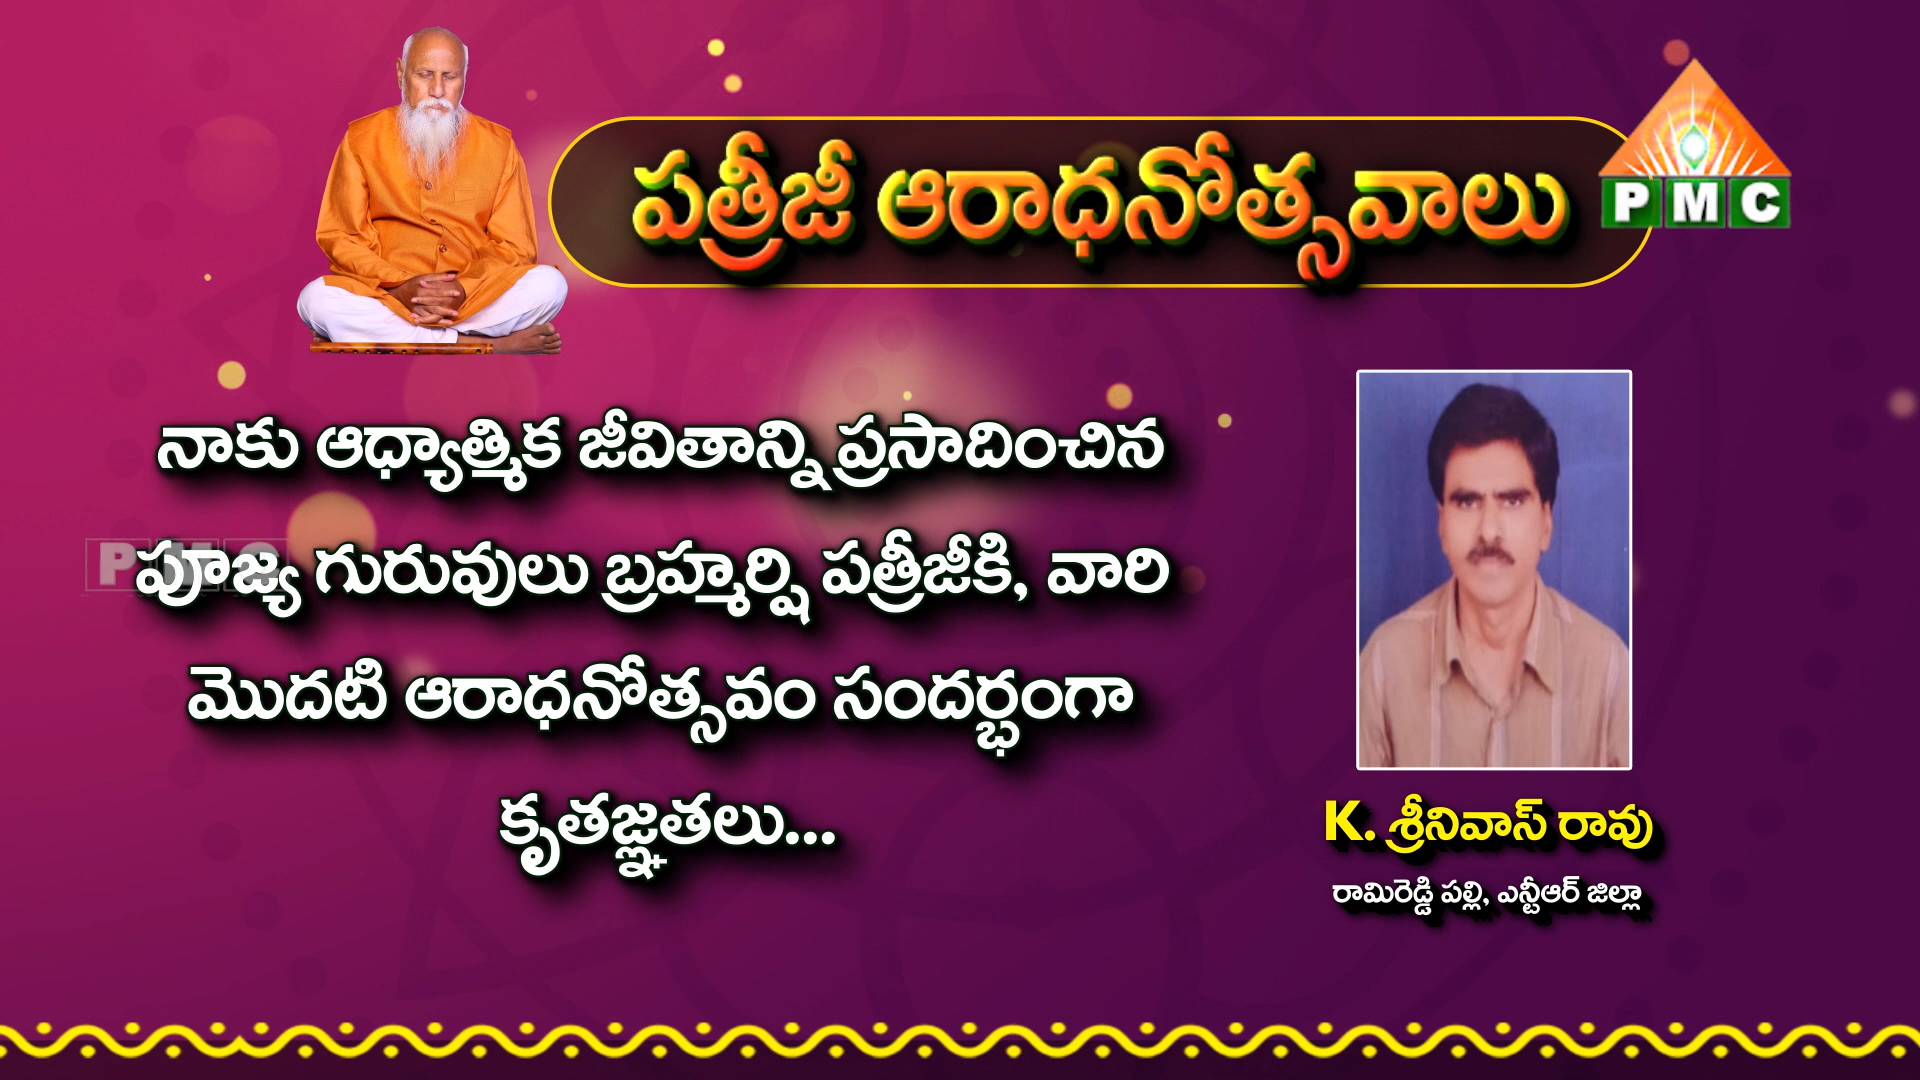 పత్రీజీ ఆరాధనోత్సవాలు
PMC
నాకు ఆధ్యాత్మిక జీవితాన్ని ప్రసాదించిన
పూజ్య గురువులు బ్రహ్మర్షి పత్రీజీకి, వారి
మొదటి ఆరాధనోత్సవం సందర్భంగా
కృతజ్ఞతలు...
K. శ్రీనివాస్ రావు
రామిరెడ్డి పల్లి, ఎన్టీఆర్ జిల్లా
PMC